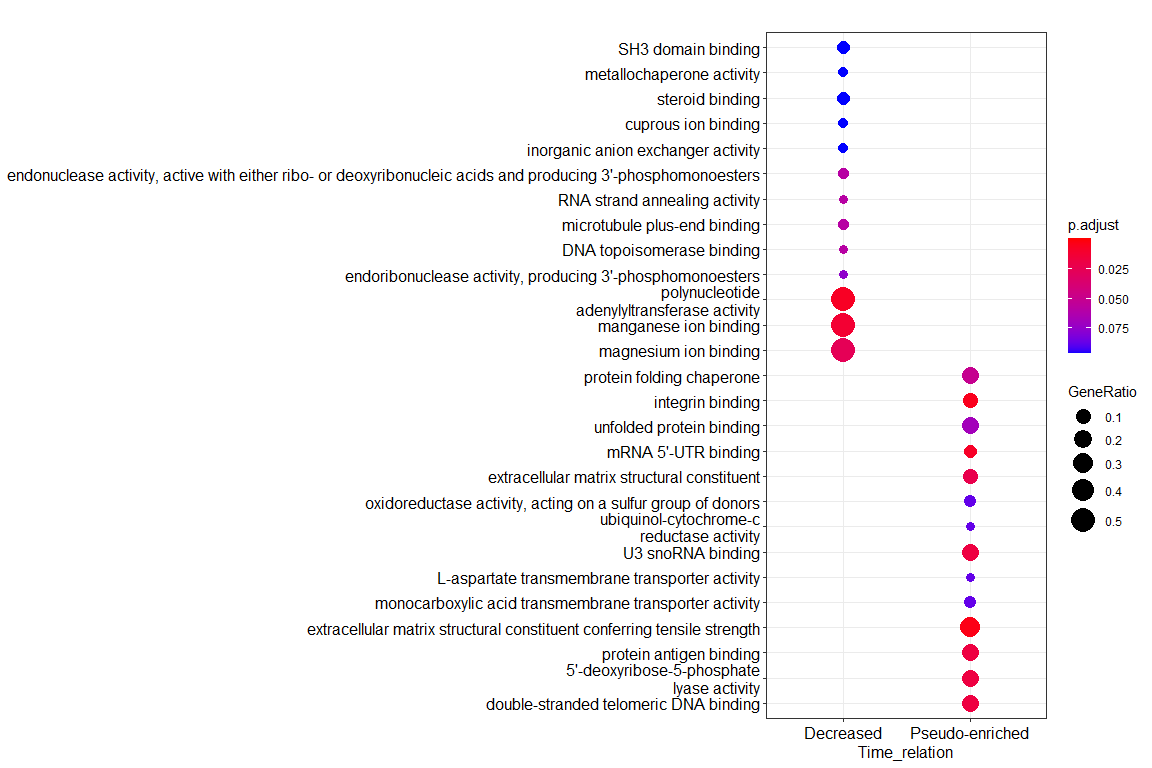 SH3 domain binding
metallochaperone activity
steroid binding
cuprous ion binding
inorganic anion exchanger activity
endonuclease activity, active with either ribo- or deoxyribonucleic acids and producing 3'-phosphomonoesters
RNA strand annealing activity
microtubule plus-end binding
DNA topoisomerase binding
endoribonuclease activity, producing 3'-phosphomonoesters
polynucleotide
adenylyltransferase activity
manganese ion binding
magnesium ion binding
protein folding chaperone
integrin binding
unfolded protein binding
mRNA 5'-UTR binding
extracellular matrix structural constituent
oxidoreductase activity, acting on a sulfur group of donors
ubiquinol-cytochrome-c
reductase activity
U3 snoRNA binding
L-aspartate transmembrane transporter activity
monocarboxylic acid transmembrane transporter activity
extracellular matrix structural constituent conferring tensile strength
protein antigen binding
5'-deoxyribose-5-phosphate
lyase activity
double-stranded telomeric DNA binding
Decreased
Pseudo-enriched
Time_relation
p.adjust
0.025
0.050
0.075
GeneRatio
0.1
0.2
0.3
0.4
0.5